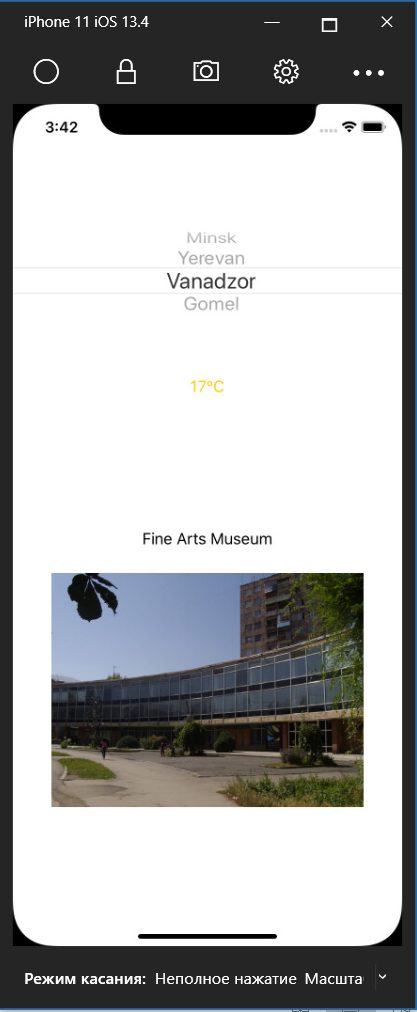 iPhone 11 iOS 13.4
3:42
Minsk
Yerevan
Vanadzor
Gomel
17°C
Fine Arts Museum
Режим касания: Неполное нажатие Масшта